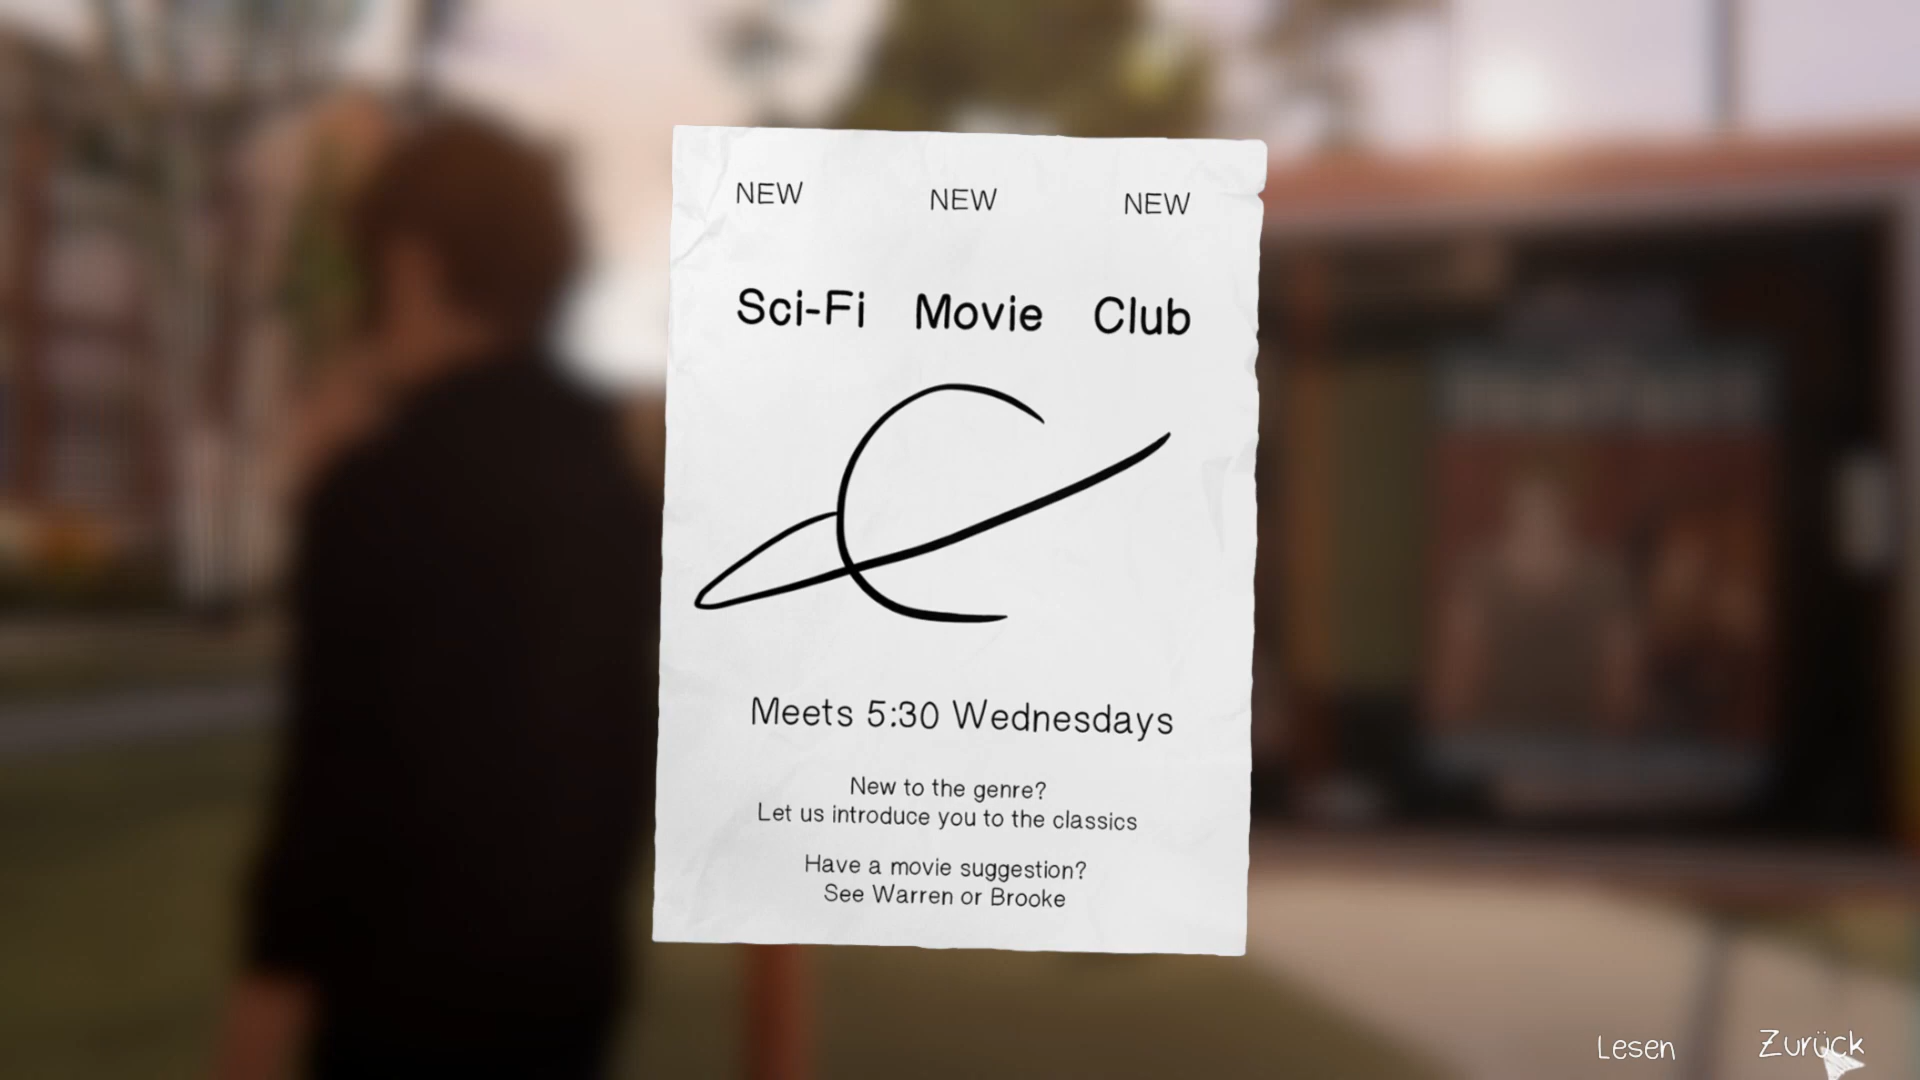 NEW NEW NEW
Sci-Fi Movie Club
Meets 5:30 Wednesdays
New to the genre?
Let us introduce you to the classics
Have a movie suggestion?
See Warren or Brooke
Lesen Zurück